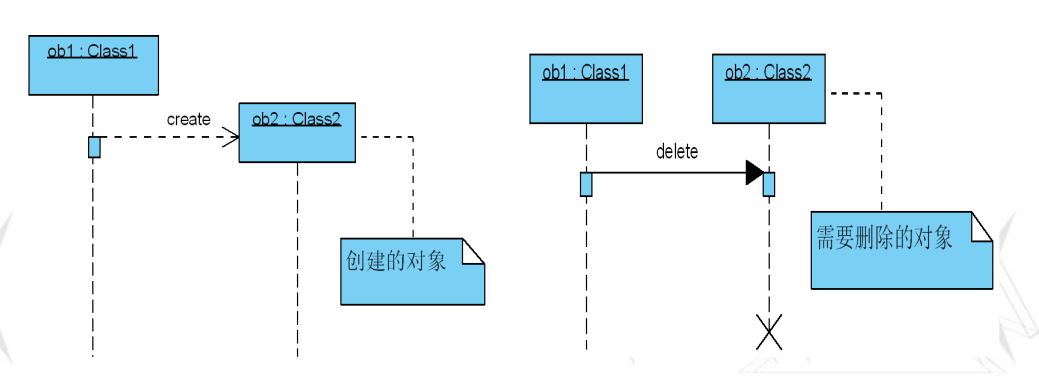 ob1 : Class1
create
ob2 : Class2
创建的对象
ob1 : Class1
ob2 : Class2
delete
需要删除的对象